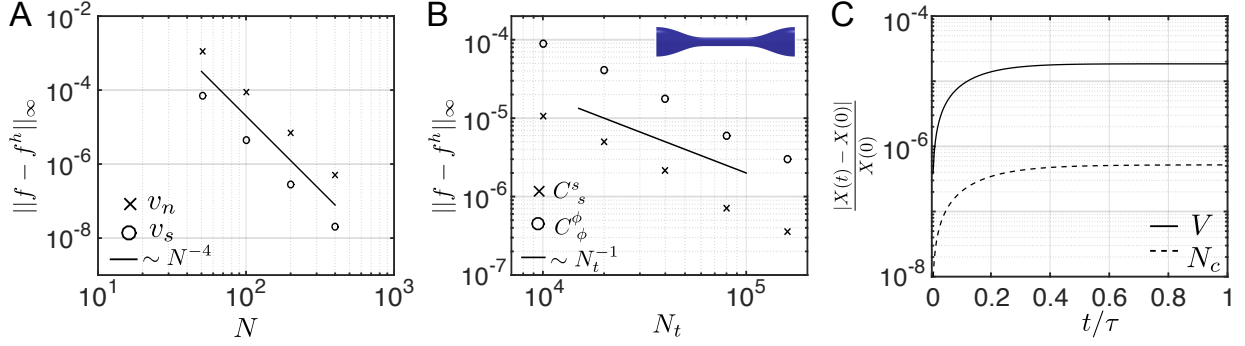 A
10^-2
10^-4
10^-6
10^-8
||f − f^h||_∞
× v_n
○ v_s
— ∼ N^-4
10^1
10^2
10^3
N
B
10^-4
10^-5
10^-6
10^-7
||f − f^h||_∞
× C^s_s
○ C^ϕ_ϕ
— ∼ N_t^-1
10^4
10^5
N_t
C
10^-4
10^-6
10^-8
|X(t) − X(0)|
X(0)
— V
--- N_c
0
0.2
0.4
0.6
0.8
1
t/τ